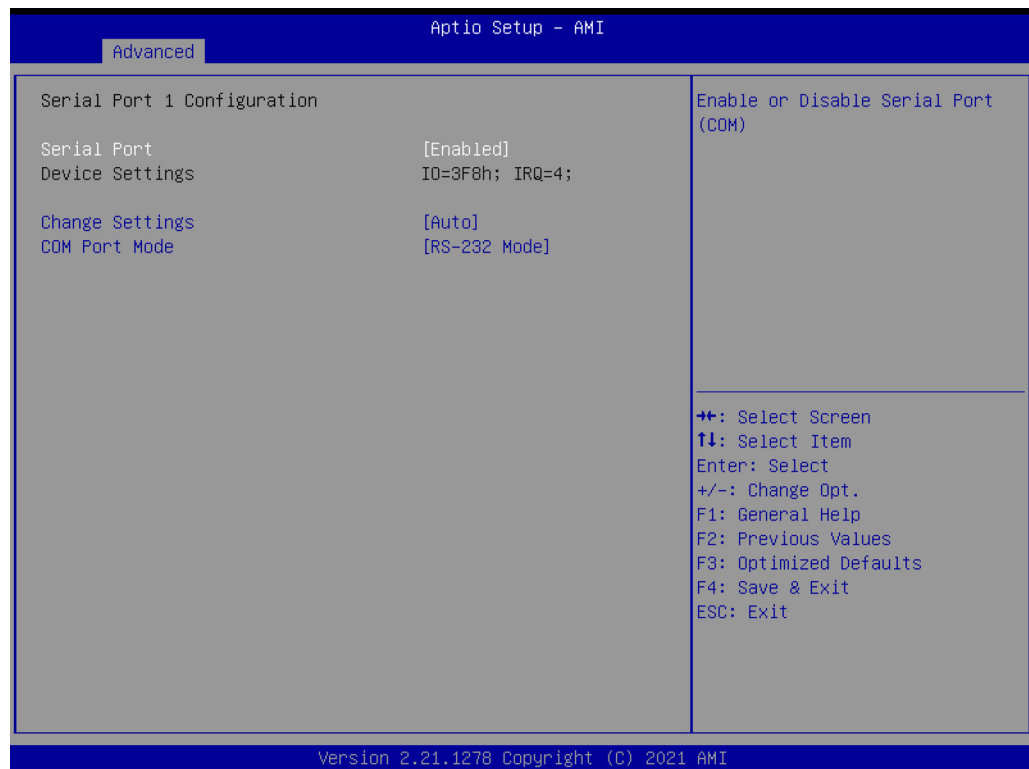 Aptio Setup – AMI
Advanced
Serial Port 1 Configuration
Serial Port [Enabled]
Device Settings IO=3F8h; IRQ=4;
Change Settings [Auto]
COM Port Mode [RS-232 Mode]
Enable or Disable Serial Port
(COM)
→←: Select Screen
↑↓: Select Item
Enter: Select
+/-: Change Opt.
F1: General Help
F2: Previous Values
F3: Optimized Defaults
F4: Save & Exit
ESC: Exit
Version 2.21.1278 Copyright (C) 2021 AMI